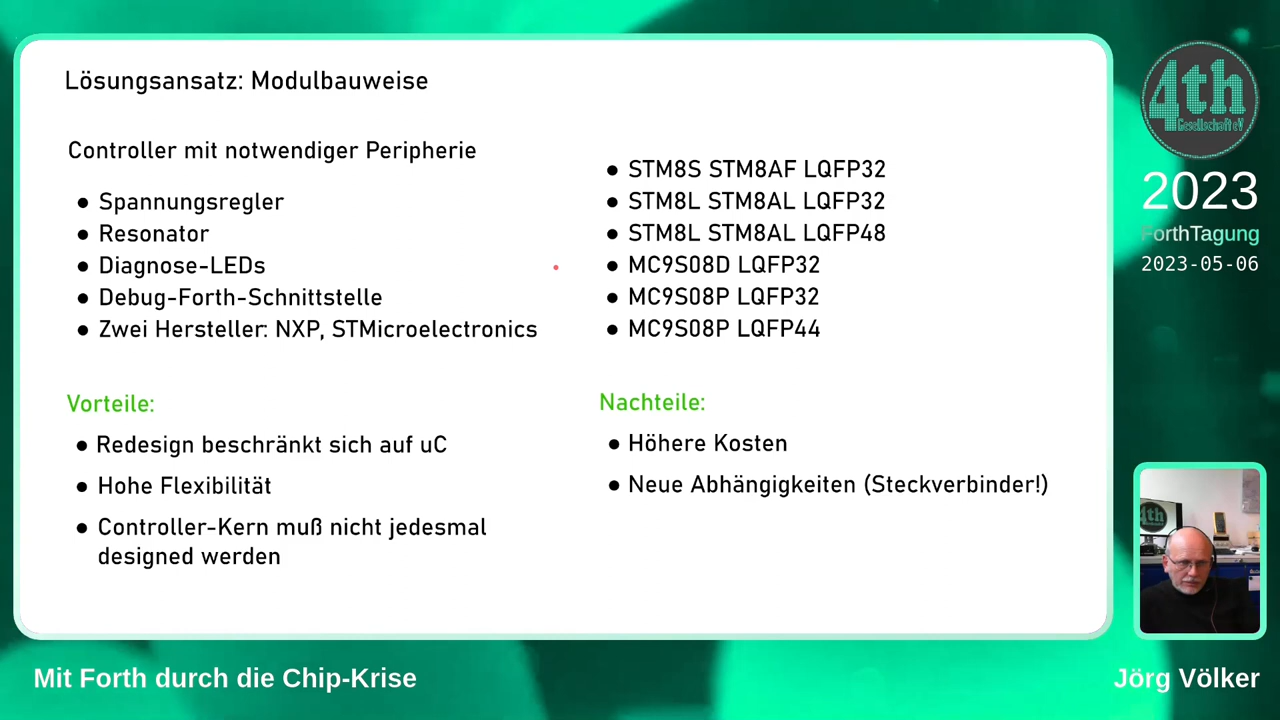 Lösungsansatz: Modulbauweise
Controller mit notwendiger Peripherie
● Spannungsregler
● Resonator
● Diagnose-LEDs
● Debug-Forth-Schnittstelle
● Zwei Hersteller: NXP, STMicroelectronics
● STM8S STM8AF LQFP32
● STM8L STM8AL LQFP32
● STM8L STM8AL LQFP48
● MC9S08D LQFP32
● MC9S08P LQFP32
● MC9S08P LQFP44
Vorteile:
● Redesign beschränkt sich auf uC
● Hohe Flexibilität
● Controller-Kern muß nicht jedesmal
designed werden
Nachteile:
● Höhere Kosten
● Neue Abhängigkeiten (Steckverbinder!)
4th
Gesellschaft eV
2023
ForthTagung
2023-05-06
4th
Mit Forth durch die Chip-Krise
Jörg Völker